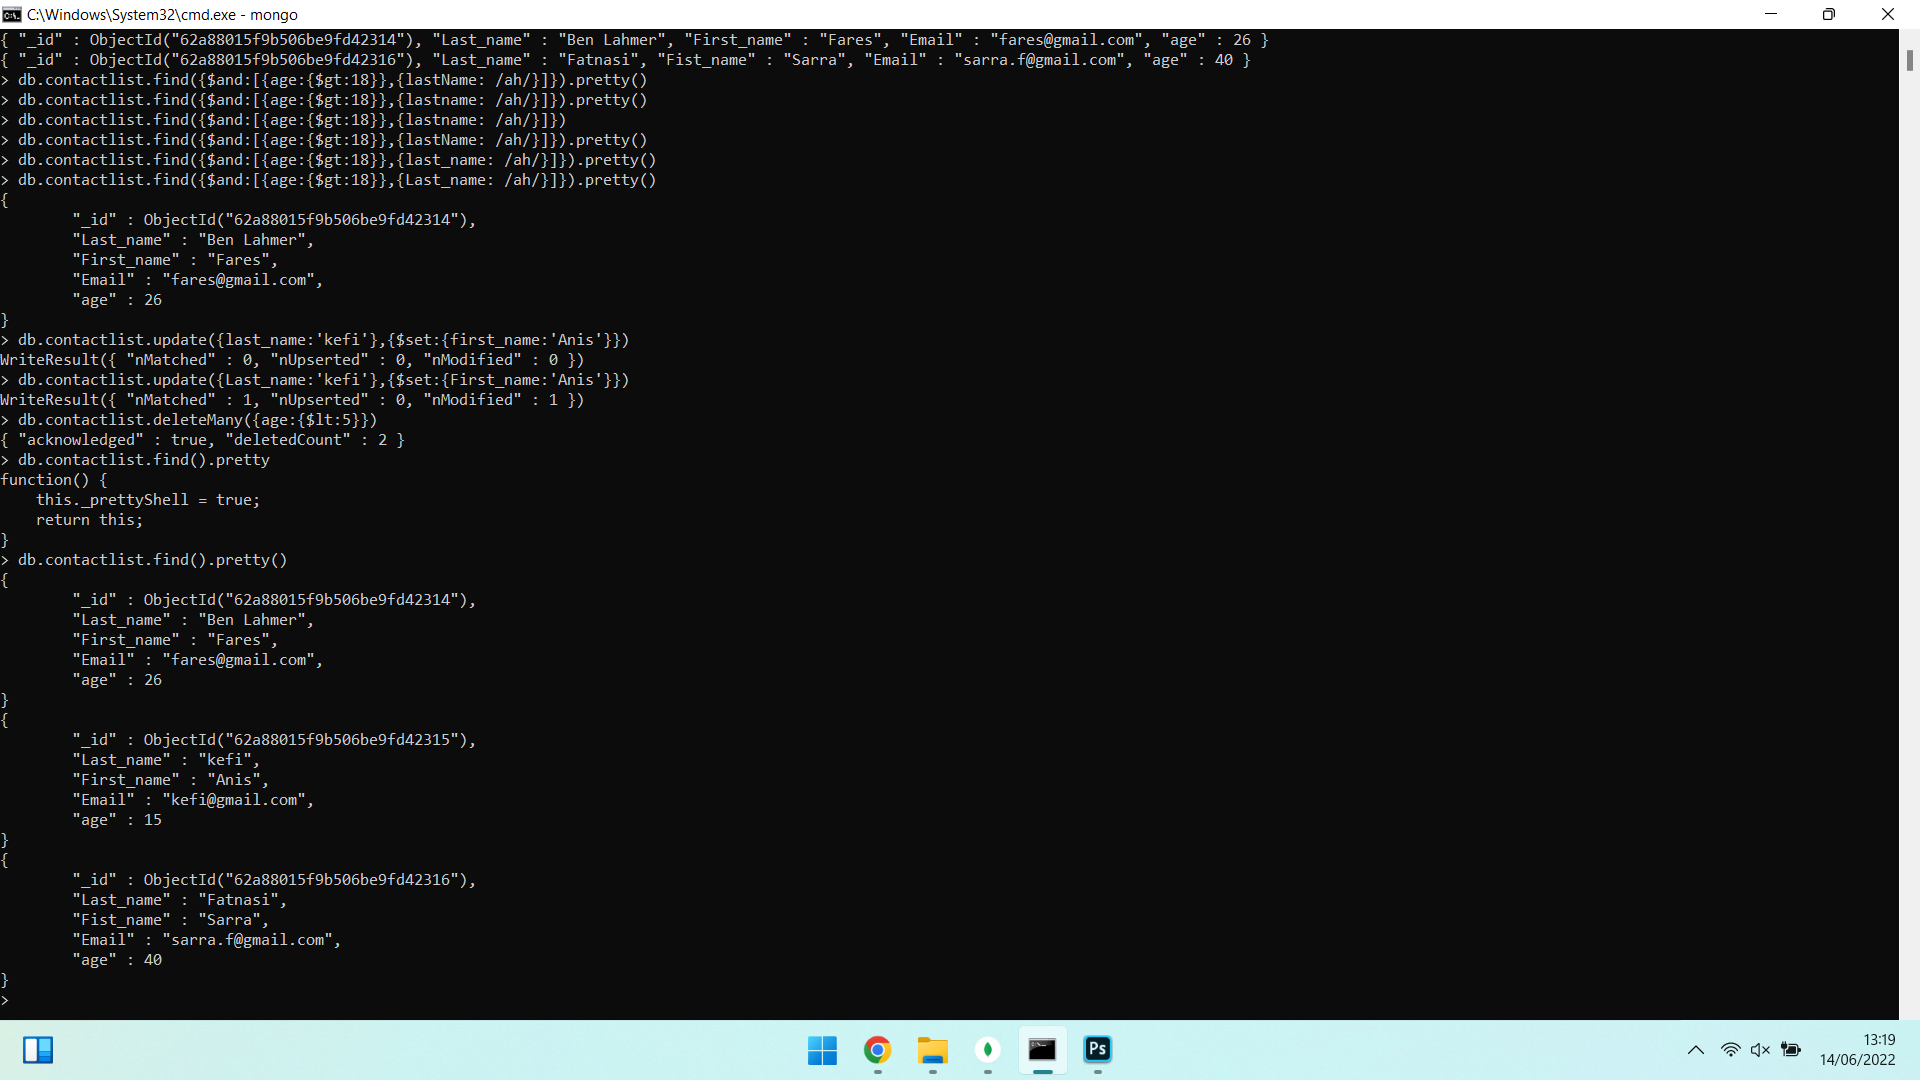 C:\Windows\System32\cmd.exe - mongo
{ "_id" : ObjectId("62a88015f9b506be9fd42314"), "Last_name" : "Ben Lahmer", "First_name" : "Fares", "Email" : "fares@gmail.com", "age" : 26 }
{ "_id" : ObjectId("62a88015f9b506be9fd42316"), "Last_name" : "Fatnasi", "Fist_name" : "Sarra", "Email" : "sarra.f@gmail.com", "age" : 40 }
> db.contactlist.find({$and:[{age:{$gt:18}},{lastName: /ah/}]}).pretty()
> db.contactlist.find({$and:[{age:{$gt:18}},{lastname: /ah/}]}).pretty()
> db.contactlist.find({$and:[{age:{$gt:18}},{lastname: /ah/}]})
> db.contactlist.find({$and:[{age:{$gt:18}},{lastName: /ah/}]}).pretty()
> db.contactlist.find({$and:[{age:{$gt:18}},{last_name: /ah/}]}).pretty()
> db.contactlist.find({$and:[{age:{$gt:18}},{Last_name: /ah/}]}).pretty()
{
        "_id" : ObjectId("62a88015f9b506be9fd42314"),
        "Last_name" : "Ben Lahmer",
        "First_name" : "Fares",
        "Email" : "fares@gmail.com",
        "age" : 26
}
> db.contactlist.update({last_name:'kefi'},{$set:{first_name:'Anis'}})
WriteResult({ "nMatched" : 0, "nUpserted" : 0, "nModified" : 0 })
> db.contactlist.update({Last_name:'kefi'},{$set:{First_name:'Anis'}})
WriteResult({ "nMatched" : 1, "nUpserted" : 0, "nModified" : 1 })
> db.contactlist.deleteMany({age:{$lt:5}})
{ "acknowledged" : true, "deletedCount" : 2 }
> db.contactlist.find().pretty
function() {
    this._prettyShell = true;
    return this;
}
> db.contactlist.find().pretty()
{
        "_id" : ObjectId("62a88015f9b506be9fd42314"),
        "Last_name" : "Ben Lahmer",
        "First_name" : "Fares",
        "Email" : "fares@gmail.com",
        "age" : 26
}
{
        "_id" : ObjectId("62a88015f9b506be9fd42315"),
        "Last_name" : "kefi",
        "First_name" : "Anis",
        "Email" : "kefi@gmail.com",
        "age" : 15
}
{
        "_id" : ObjectId("62a88015f9b506be9fd42316"),
        "Last_name" : "Fatnasi",
        "Fist_name" : "Sarra",
        "Email" : "sarra.f@gmail.com",
        "age" : 40
}
>
Ps
13:19
14/06/2022